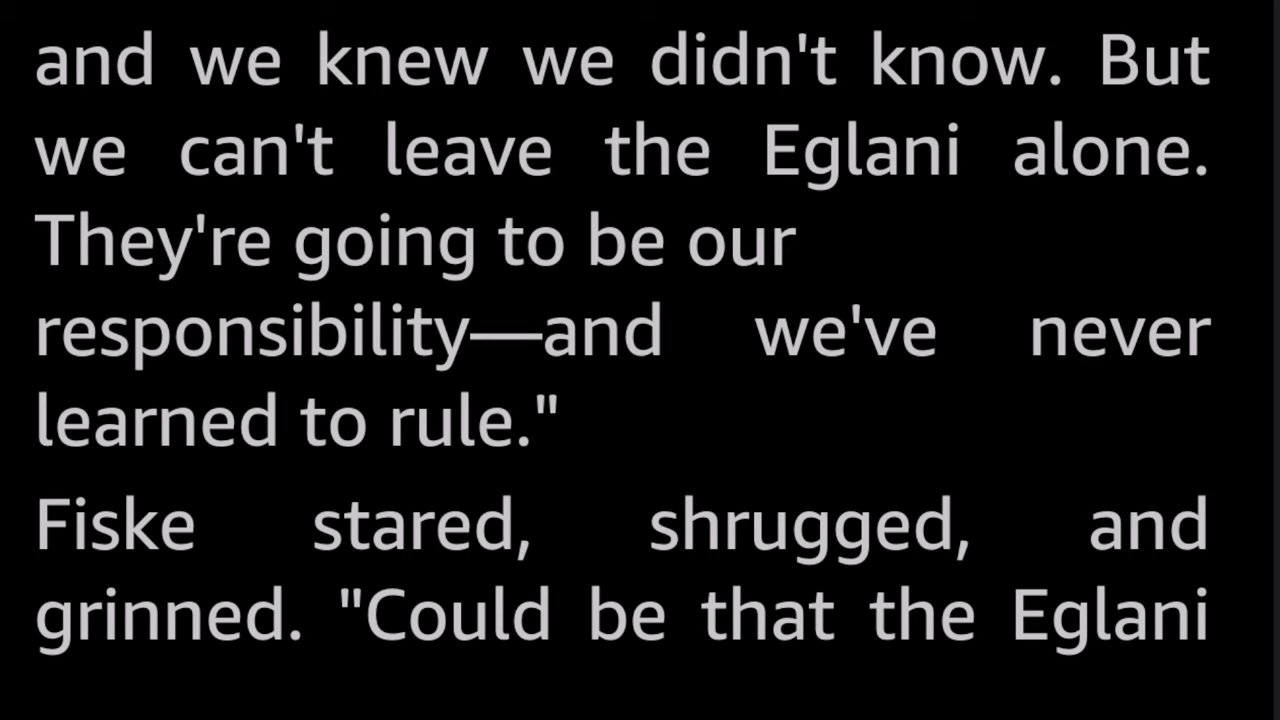 and we knew we didn't know. But
we can't leave the Eglani alone.
They're going to be our
responsibility—and we've never
learned to rule."
Fiske stared, shrugged, and
grinned. "Could be that the Eglani